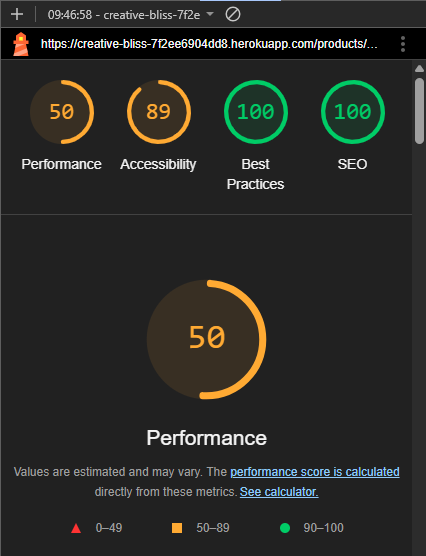 09:46:58 - creative-bliss-7f2e
https://creative-bliss-7f2ee6904dd8.herokuapp.com/products/...
50 89 100 100
Performance Accessibility Best Practices SEO
50
Performance
Values are estimated and may vary. The performance score is calculated
directly from these metrics. See calculator.
0–49 50–89 90–100